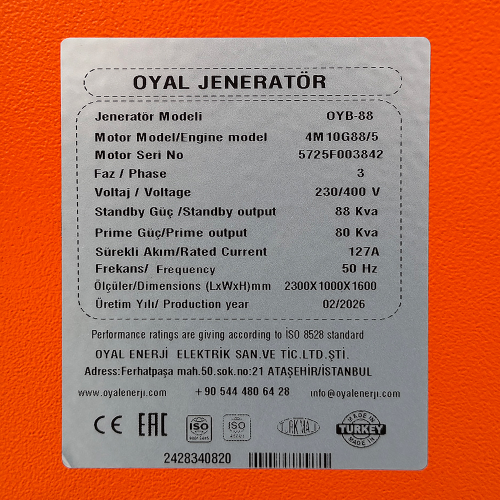 OYAL JENERATÖR
Jeneratör Modeli OYB-88
Motor Model/Engine model 4M10G88/5
Motor Seri No 5725F003842
Faz / Phase 3
Voltaj / Voltage 230/400 V
Standby Güç /Standby output 88 Kva
Prime Güç/Prime output 80 Kva
Sürekli Akım/Rated Current 127A
Frekans/ Frequency 50 Hz
Ölçüler/Dimensions (LxWxH)mm 2300X1000X1600
Üretim Yılı/ Production year 02/2026
Performance ratings are giving according to İSO 8528 standard
OYAL ENERJİ ELEKTRİK SAN.VE TİC.LTD.ŞTİ.
Adress:Ferhatpaşa mah.50.sok.no:21 ATAŞEHİR/İSTANBUL
www.oyalenerji.com +90 544 480 64 28 info@oyalenerji.com
CE EAC ISO ISO MADE IN TURKEY MADE IN
2428340820